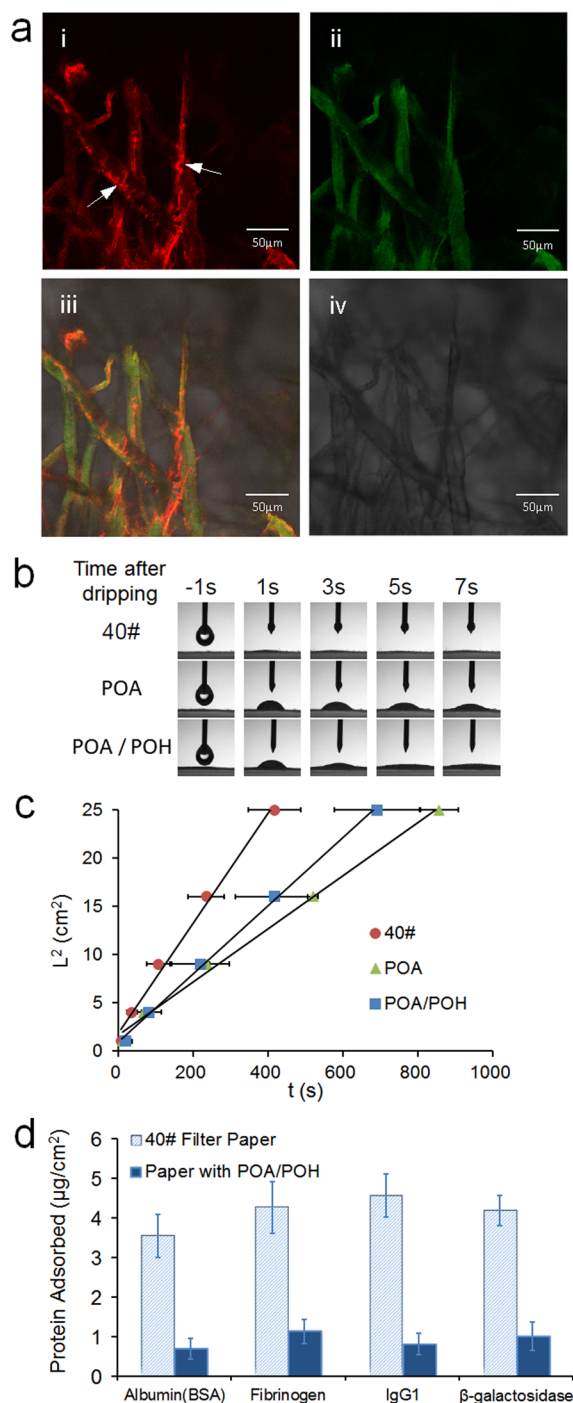 a
i
ii
50μm
50μm
iii
iv
50μm
50μm
b
Time after
dripping
-1s 1s 3s 5s 7s
40#
POA
POA / POH
c
25
20
15
10
5
0
L² (cm²)
40#
POA
POA/POH
0 200 400 600 800 1000
t (s)
d
40# Filter Paper
Paper with POA/POH
6
5
4
3
2
1
0
Protein Adsorbed (μg/cm²)
Albumin(BSA) Fibrinogen IgG1 β-galactosidase